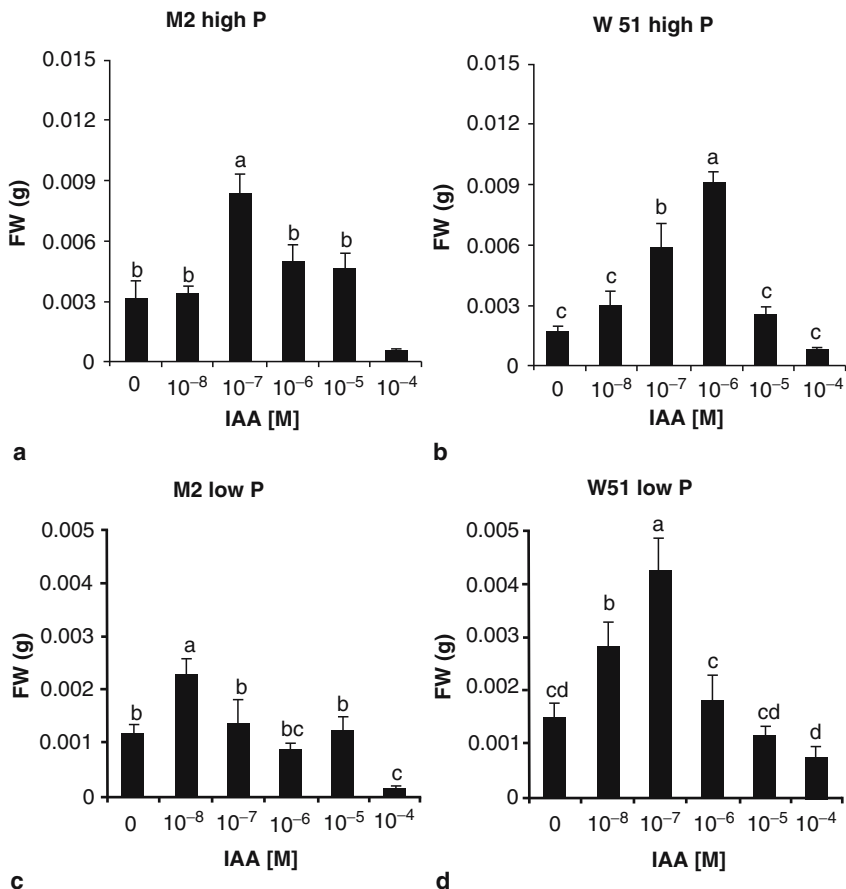 M2 high P
0.015
0.012
0.009
0.006
0.003
0
FW (g)
b
b
a
b
b
0
10⁻⁸
10⁻⁷
10⁻⁶
10⁻⁵
10⁻⁴
IAA [M]
a
W 51 high P
0.015
0.012
0.009
0.006
0.003
0
FW (g)
c
c
b
a
c
c
0
10⁻⁸
10⁻⁷
10⁻⁶
10⁻⁵
10⁻⁴
IAA [M]
b
M2 low P
0.005
0.004
0.003
0.002
0.001
0
FW (g)
b
a
b
bc
b
c
0
10⁻⁸
10⁻⁷
10⁻⁶
10⁻⁵
10⁻⁴
IAA [M]
c
W51 low P
0.005
0.004
0.003
0.002
0.001
0
FW (g)
cd
b
a
c
cd
d
0
10⁻⁸
10⁻⁷
10⁻⁶
10⁻⁵
10⁻⁴
IAA [M]
d